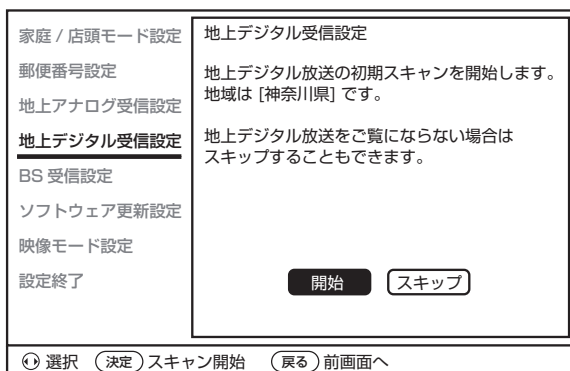 家庭 / 店頭モード設定
郵便番号設定
地上アナログ受信設定
地上デジタル受信設定
BS 受信設定
ソフトウェア更新設定
映像モード設定
設定終了
地上デジタル受信設定
地上デジタル放送の初期スキャンを開始します。
地域は [神奈川県] です。
地上デジタル放送をご覧にならない場合は
スキップすることもできます。
開始 スキップ
選択 決定 スキャン開始 戻る 前画面へ